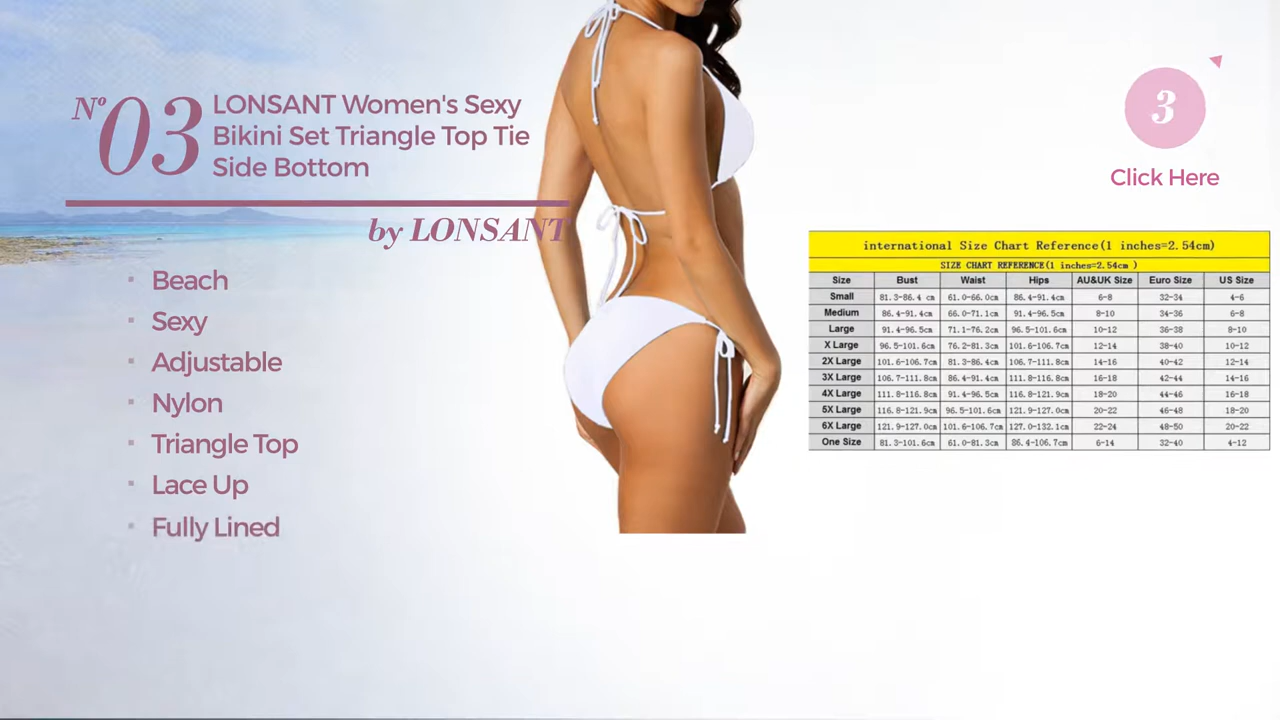 Nº 03
LONSANT Women's Sexy
Bikini Set Triangle Top Tie
Side Bottom
by LONSANT
Beach
Sexy
Adjustable
Nylon
Triangle Top
Lace Up
Fully Lined
3
Click Here
international Size Chart Reference(1 inches=2.54cm)
SIZE CHART REFERENCE(1 inches=2.54cm )
Size Bust Waist Hips AU&UK Size Euro Size US Size
Small 81.3-86.4 cm 61.0-66.0cm 86.4-91.4cm 6-8 32-34 4-6
Medium 86.4-91.4cm 66.0-71.1cm 91.4-96.5cm 8-10 34-36 6-8
Large 91.4-96.5cm 71.1-76.2cm 96.5-101.6cm 10-12 36-38 8-10
X Large 96.5-101.6cm 76.2-81.3cm 101.6-106.7cm 12-14 38-40 10-12
2X Large 101.6-106.7cm 81.3-86.4cm 106.7-111.8cm 14-16 40-42 12-14
3X Large 106.7-111.8cm 86.4-91.4cm 111.8-116.8cm 16-18 42-44 14-16
4X Large 111.8-116.8cm 91.4-96.5cm 116.8-121.9cm 18-20 44-46 16-18
5X Large 116.8-121.9cm 96.5-101.6cm 121.9-127.0cm 20-22 46-48 18-20
6X Large 121.9-127.0cm 101.6-106.7cm 127.0-132.1cm 22-24 48-50 20-22
One Size 81.3-101.6cm 61.0-81.3cm 86.4-106.7cm 6-14 32-40 4-12